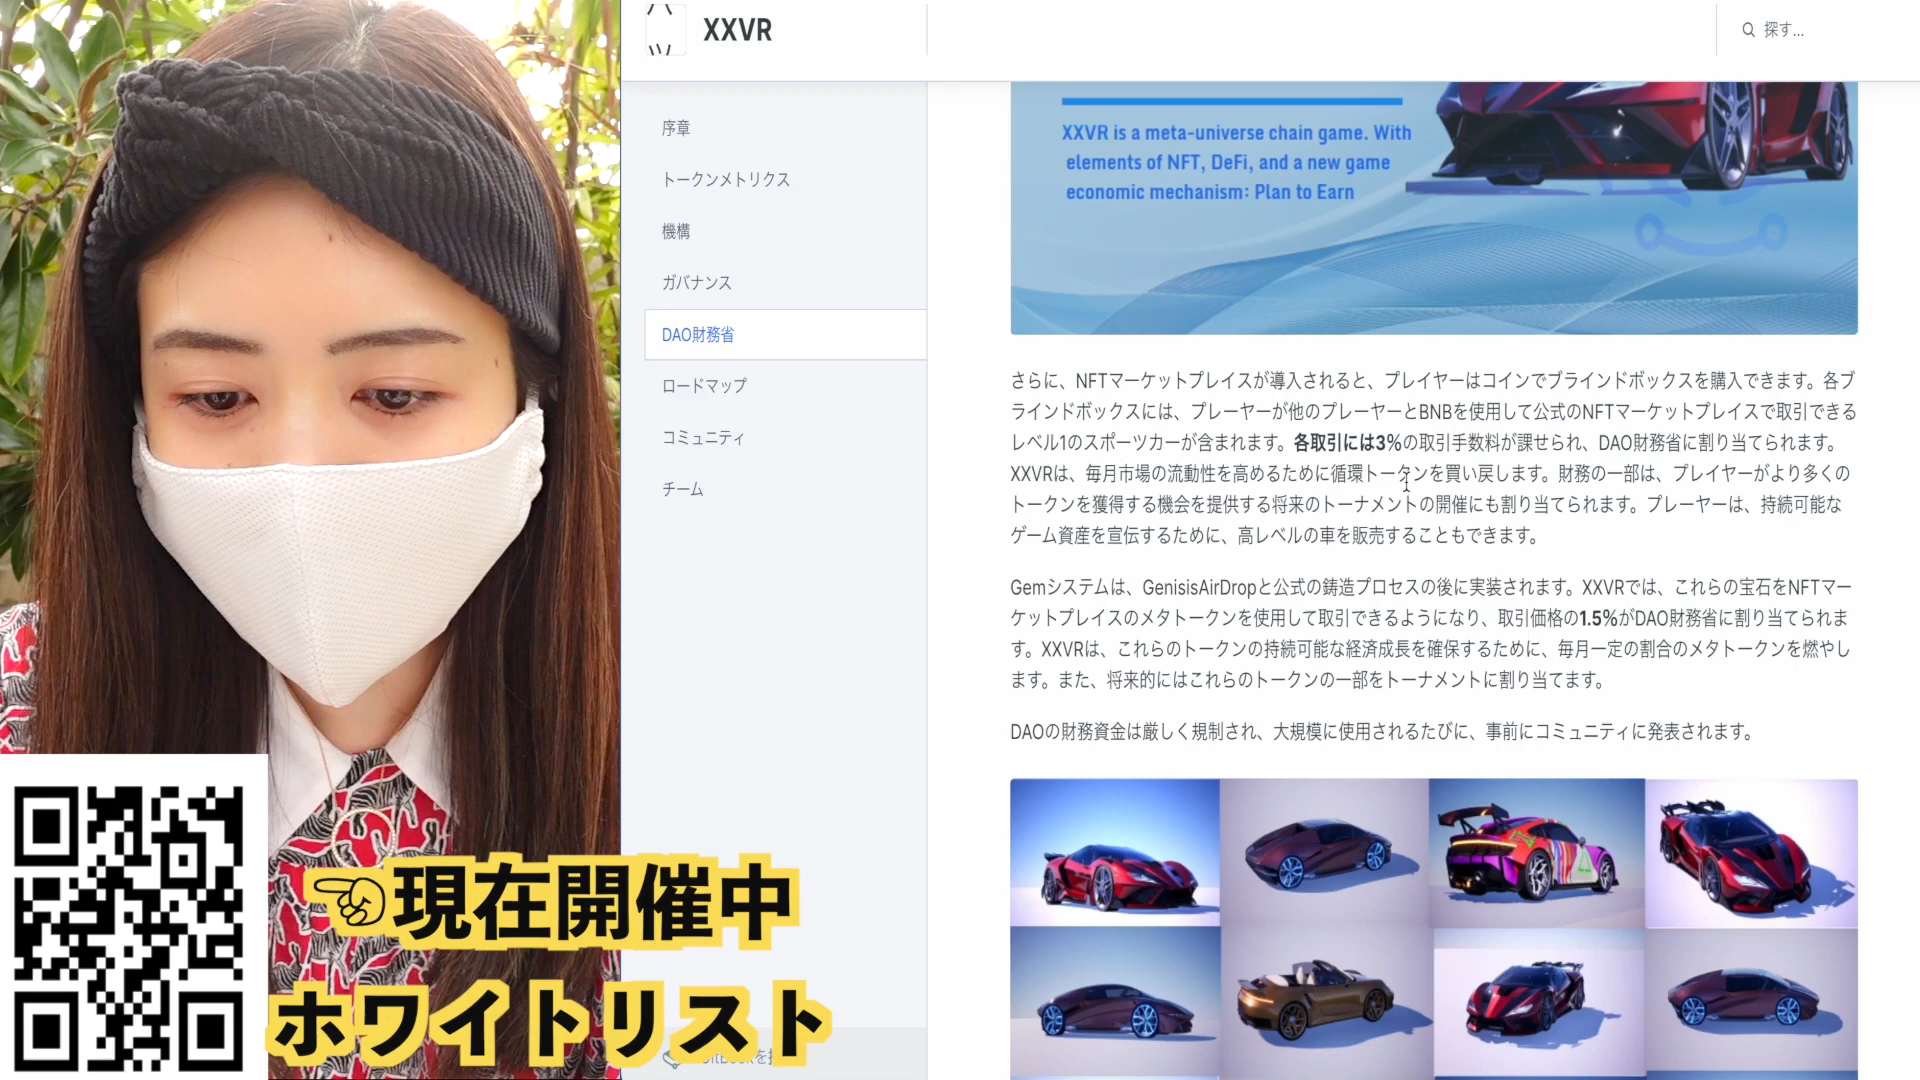 XXVR
探す...
序章
トークンメトリクス
機構
ガバナンス
DAO財務省
ロードマップ
コミュニティ
チーム
XXVR is a meta-universe chain game. With
elements of NFT, DeFi, and a new game
economic mechanism: Plan to Earn
さらに、NFTマーケットプレイスが導入されると、プレイヤーはコインでブラインドボックスを購入できます。各ブ
ラインドボックスには、プレーヤーが他のプレーヤーとBNBを使用して公式のNFTマーケットプレイスで取引できる
レベル1のスポーツカーが含まれます。各取引には3%の取引手数料が課せられ、DAO財務省に割り当てられます。
XXVRは、毎月市場の流動性を高めるために循環トークンを買い戻します。財務の一部は、プレイヤーがより多くの
トークンを獲得する機会を提供する将来のトーナメントの開催にも割り当てられます。プレーヤーは、持続可能な
ゲーム資産を宣伝するために、高レベルの車を販売することもできます。
Gemシステムは、GenisisAirDropと公式の鋳造プロセスの後に実装されます。XXVRでは、これらの宝石をNFTマー
ケットプレイスのメタトークンを使用して取引できるようになり、取引価格の1.5%がDAO財務省に割り当てられま
す。XXVRは、これらのトークンの持続可能な経済成長を確保するために、毎月一定の割合のメタトークンを燃やし
ます。また、将来的にはこれらのトークンの一部をトーナメントに割り当てます。
DAOの財務資金は厳しく規制され、大規模に使用されるたびに、事前にコミュニティに発表されます。
☜現在開催中
ホワイトリスト